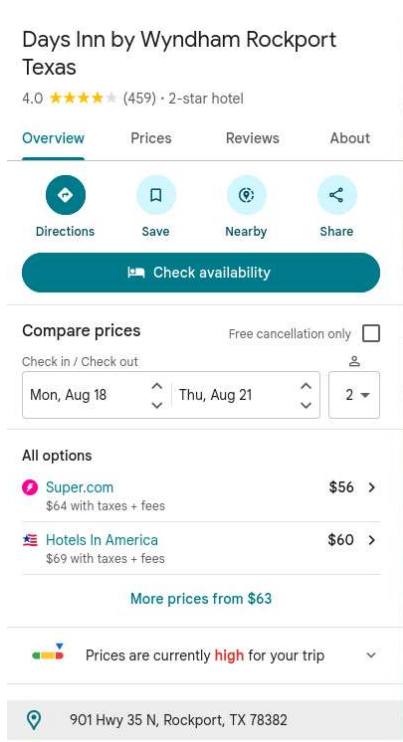 Days Inn by Wyndham Rockport
Texas
4.0 (459) · 2-star hotel
Overview Prices Reviews About
Directions Save Nearby Share
Check availability
Compare prices Free cancellation only
Check in / Check out
Mon, Aug 18 Thu, Aug 21 2
All options
Super.com $56
$64 with taxes + fees
Hotels In America $60
$69 with taxes + fees
More prices from $63
Prices are currently high for your trip
901 Hwy 35 N, Rockport, TX 78382